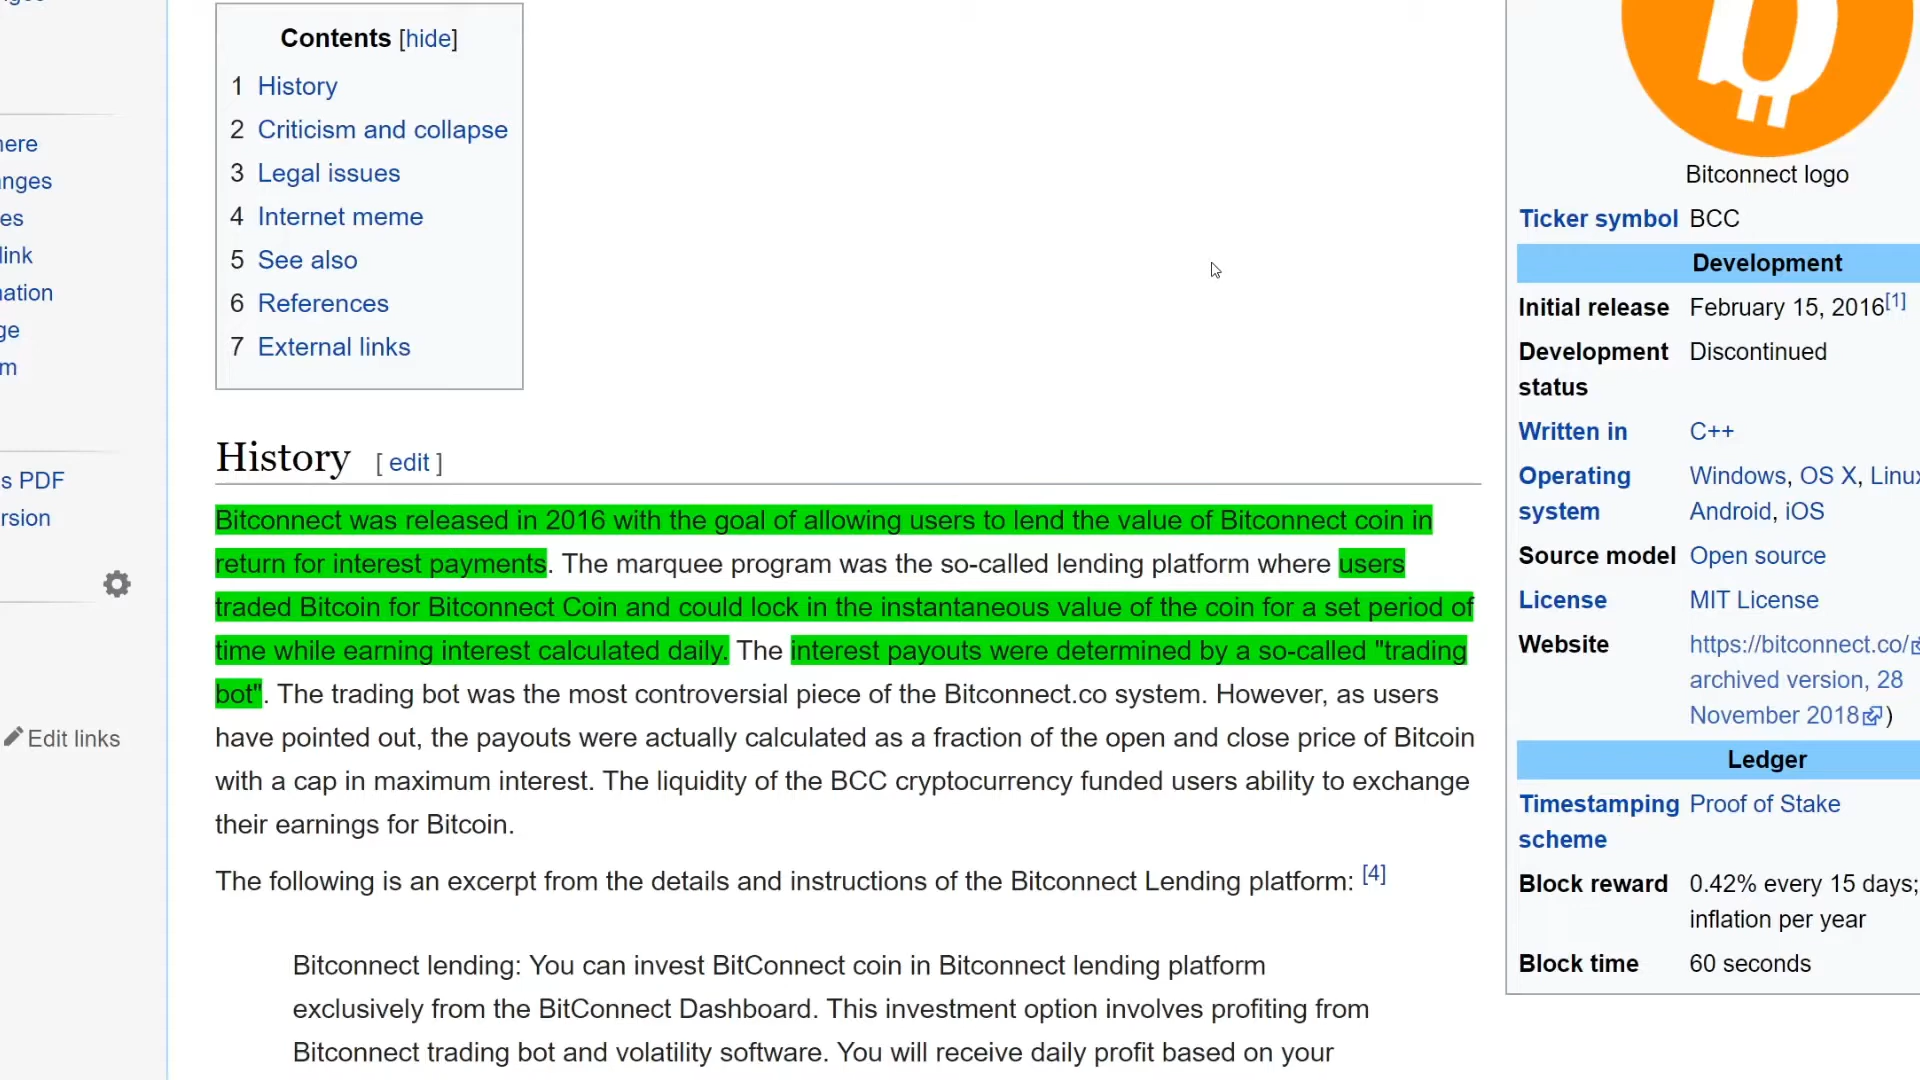 Contents [hide]
1 History
2 Criticism and collapse
3 Legal issues
4 Internet meme
5 See also
6 References
7 External links
anges
link
s PDF
Edit links
History [ edit ]
Bitconnect was released in 2016 with the goal of allowing users to lend the value of Bitconnect coin in
return for interest payments. The marquee program was the so-called lending platform where users
traded Bitcoin for Bitconnect Coin and could lock in the instantaneous value of the coin for a set period of
time while earning interest calculated daily. The interest payouts were determined by a so-called "trading
bot". The trading bot was the most controversial piece of the Bitconnect.co system. However, as users
have pointed out, the payouts were actually calculated as a fraction of the open and close price of Bitcoin
with a cap in maximum interest. The liquidity of the BCC cryptocurrency funded users ability to exchange
their earnings for Bitcoin.
The following is an excerpt from the details and instructions of the Bitconnect Lending platform: [4]
Bitconnect lending: You can invest BitConnect coin in Bitconnect lending platform
exclusively from the BitConnect Dashboard. This investment option involves profiting from
Bitconnect trading bot and volatility software. You will receive daily profit based on your
Bitconnect logo
Ticker symbol BCC
Development
Initial release February 15, 2016[1]
Development Discontinued
status
Written in C++
Operating Windows, OS X, Linux
system Android, iOS
Source model Open source
License MIT License
Website https://bitconnect.co/
archived version, 28
November 2018)
Ledger
Timestamping Proof of Stake
scheme
Block reward 0.42% every 15 days;
inflation per year
Block time 60 seconds